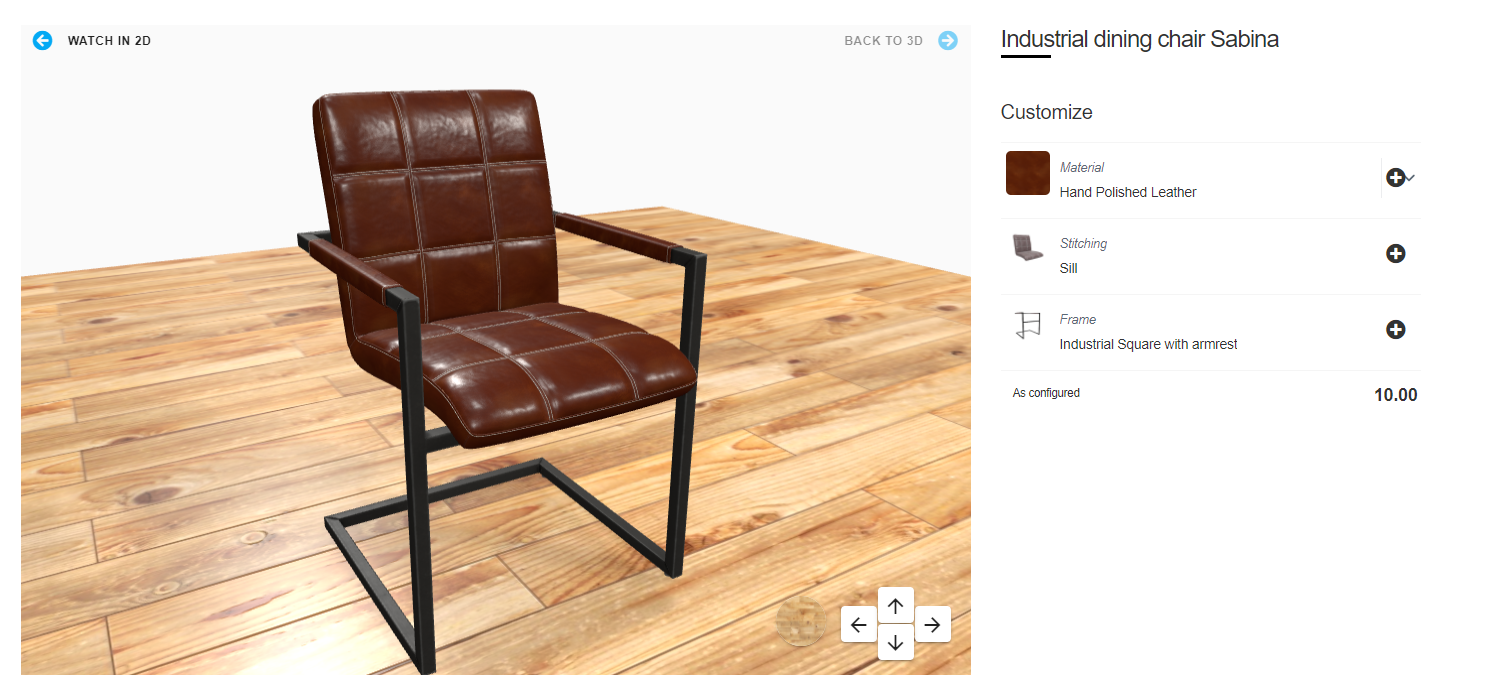 WATCH IN 2D
BACK TO 3D
Industrial dining chair Sabina
Customize
Material
Hand Polished Leather
Stitching
Sill
Frame
Industrial Square with armrest
As configured
10.00